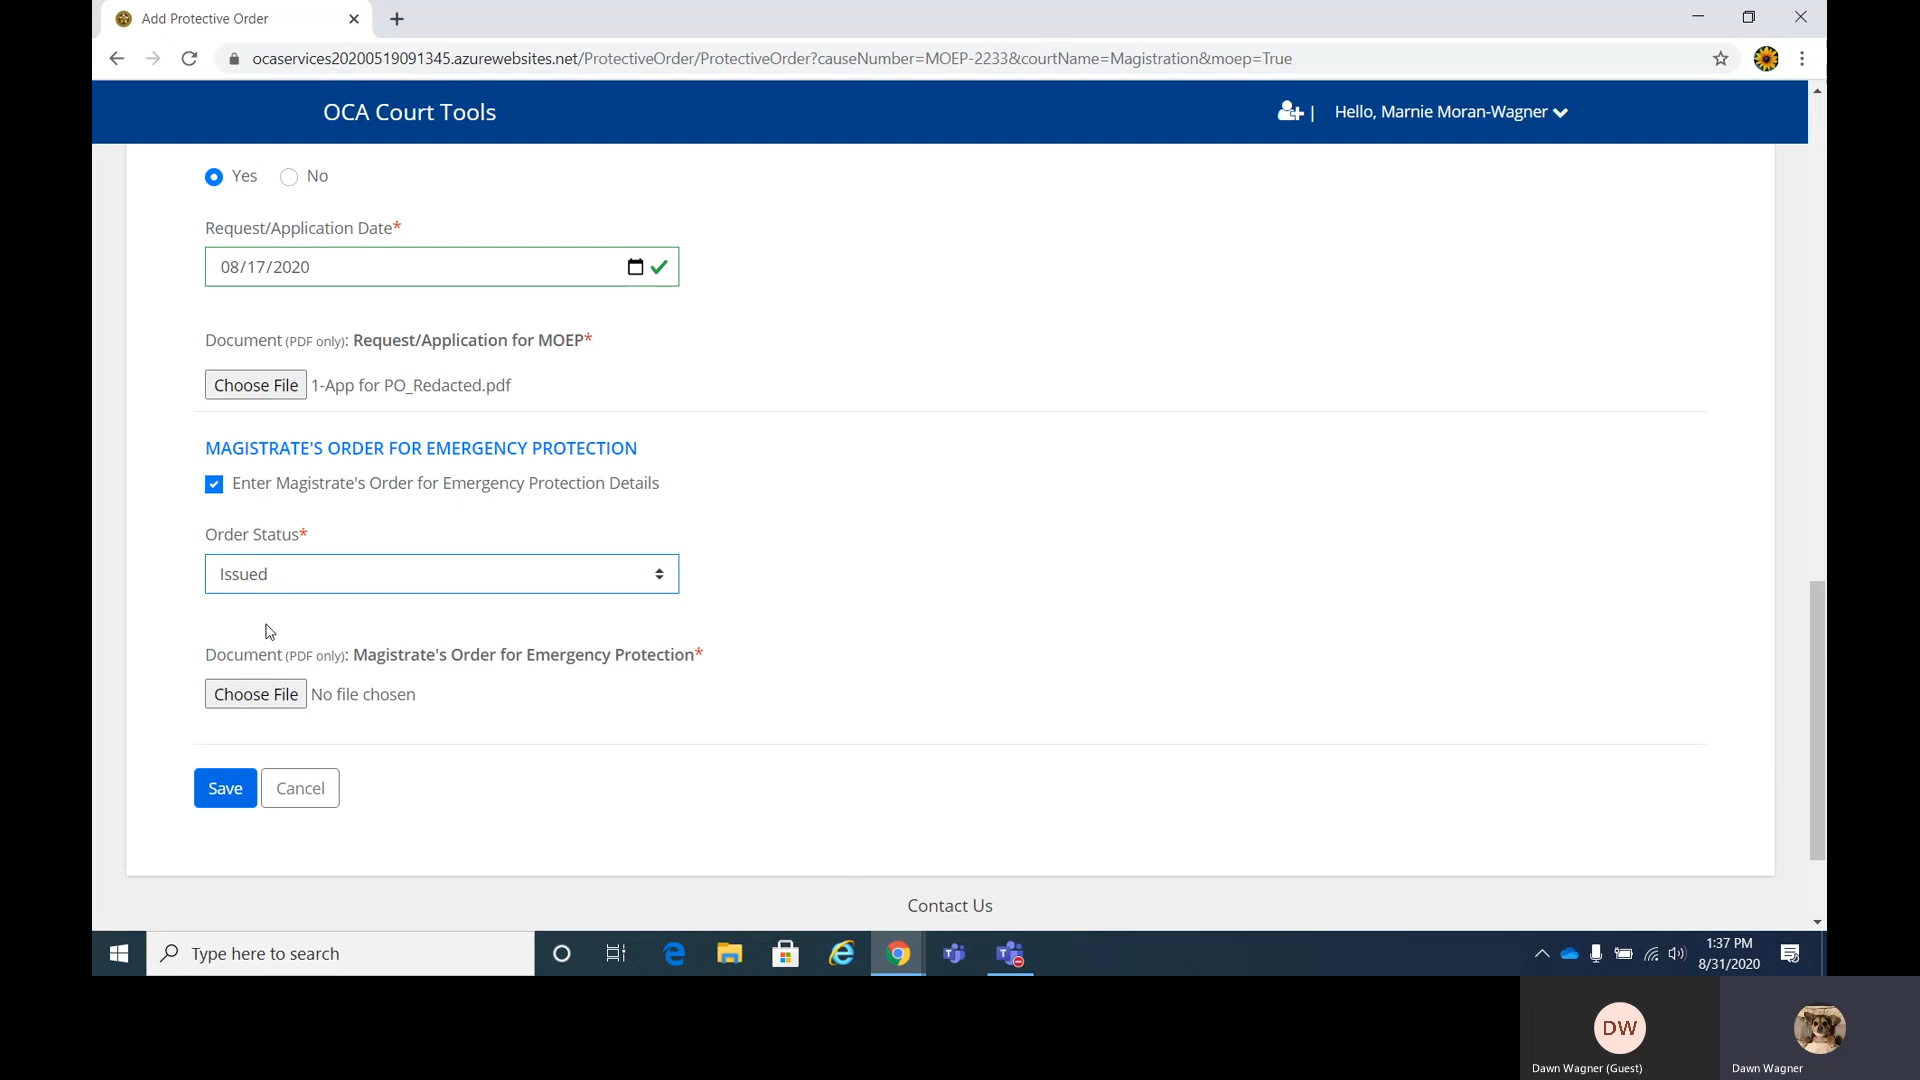 Add Protective Order
ocaservices20200519091345.azurewebsites.net/ProtectiveOrder/ProtectiveOrder?causeNumber=MOEP-2233&courtName=Magistration&moep=True
OCA Court Tools
| Hello, Marnie Moran-Wagner
Yes No
Request/Application Date*
08/17/2020
Document (PDF only): Request/Application for MOEP*
Choose File 1-App for PO_Redacted.pdf
MAGISTRATE'S ORDER FOR EMERGENCY PROTECTION
Enter Magistrate's Order for Emergency Protection Details
Order Status*
Issued
Document (PDF only): Magistrate's Order for Emergency Protection*
Choose File No file chosen
Save Cancel
Contact Us
Type here to search
1:37 PM
8/31/2020
DW
Dawn Wagner (Guest)
Dawn Wagner